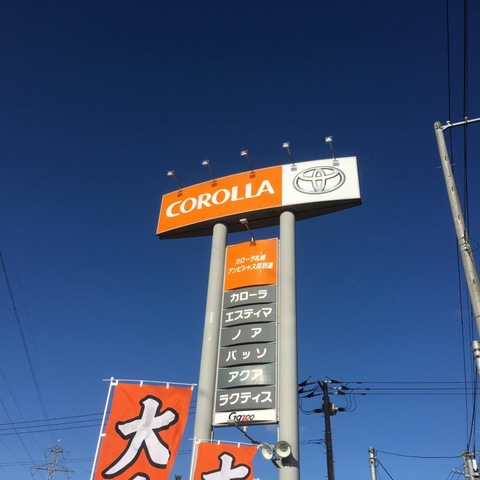 COROLLA
カローラ札幌
アンビシャス厚別通
カローラ
エスティマ
ノア
パッソ
アクア
ラクティス
Gazoo
大
大